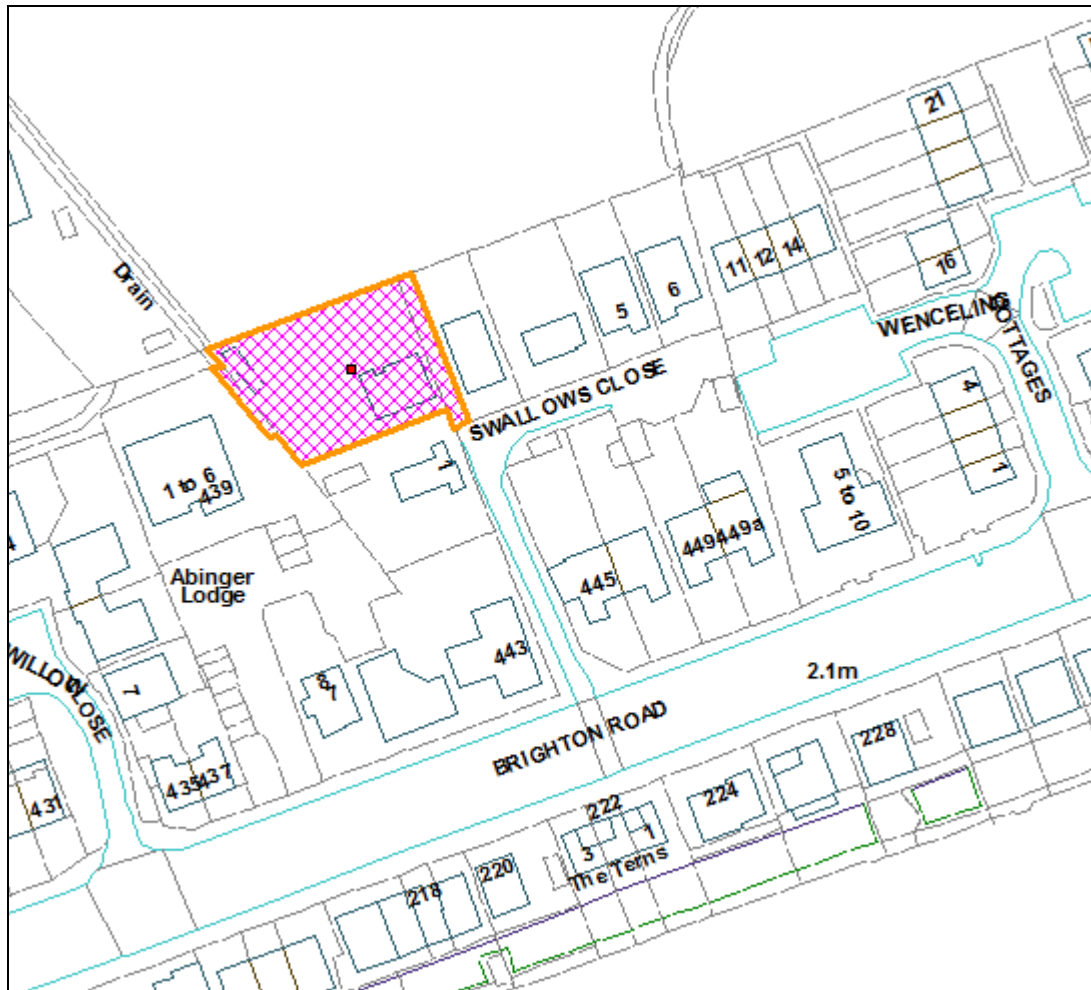 21
Drain
11
12
14
16
5
6
WENCELING
COTTAGES
SWALLOWS CLOSE
4
1
1
1 to 6
439
5 to 10
449
449a
445
Abinger
Lodge
443
2.1m
WILLOW CLOSE
7
BRIGHTON ROAD
228
435
437
431
222
224
1
3
The Terns
220
218